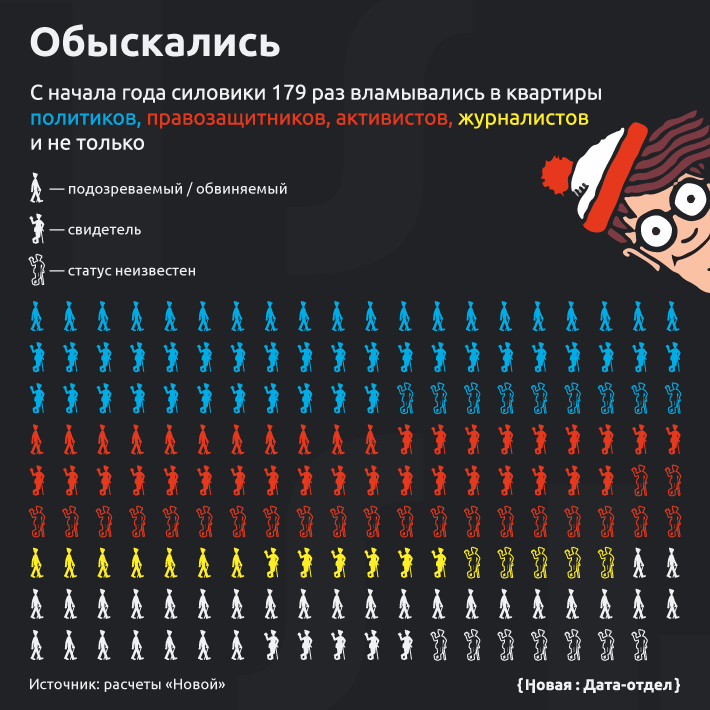 Обыскались
С начала года силовики 179 раз вламывались в квартиры
политиков, правозащитников, активистов, журналистов
и не только
— подозреваемый / обвиняемый
— свидетель
— статус неизвестен
Источник: расчеты «Новой»
{Новая : Дата-отдел}